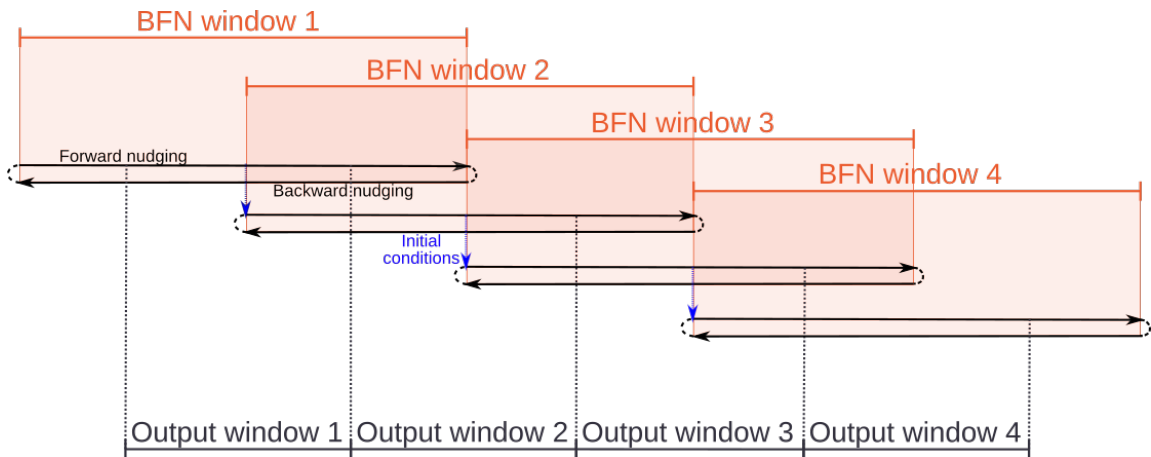 BFN window 1
BFN window 2
BFN window 3
Forward nudging
BFN window 4
Backward nudging
Initial
conditions
Output window 1
Output window 2
Output window 3
Output window 4